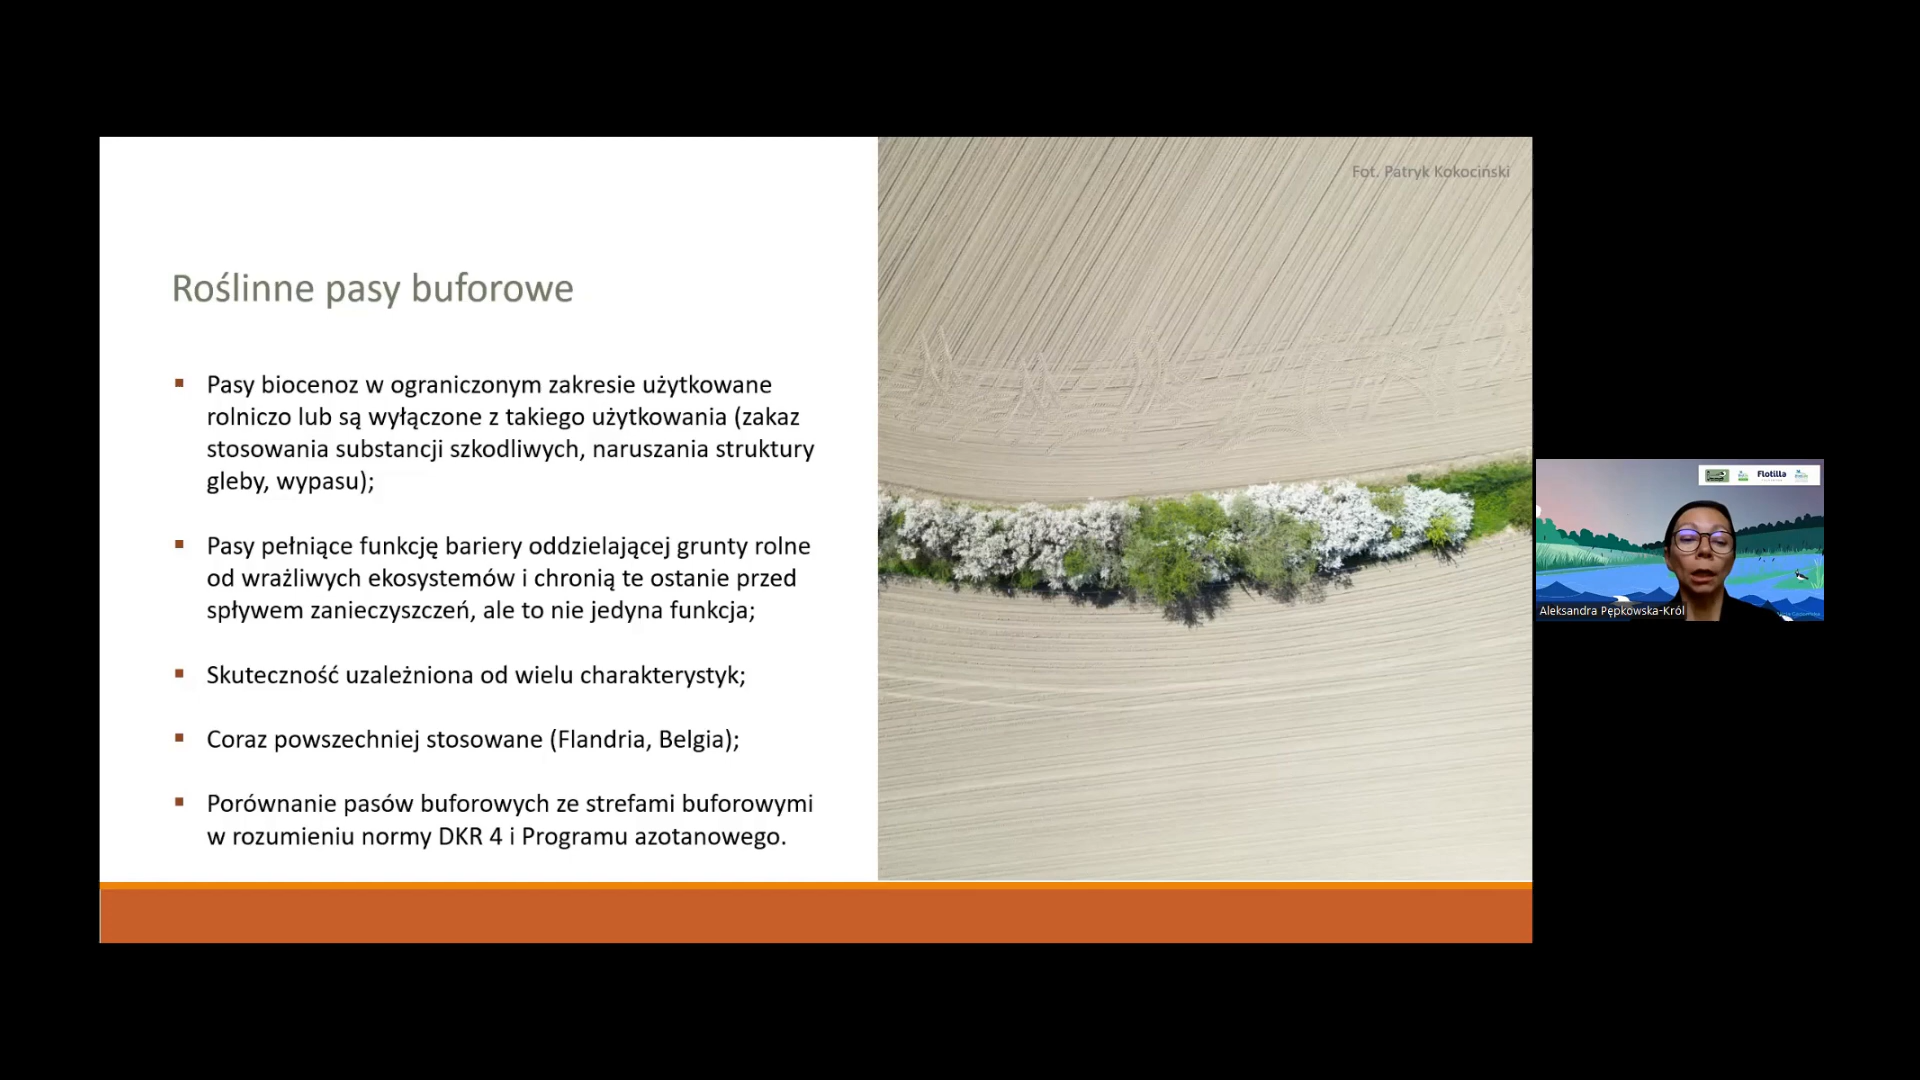 Fot. Patryk Kokociński
Roślinne pasy buforowe
▪ Pasy biocenoz w ograniczonym zakresie użytkowane
rolniczo lub są wyłączone z takiego użytkowania (zakaz
stosowania substancji szkodliwych, naruszania struktury
gleby, wypasu);
▪ Pasy pełniące funkcję bariery oddzielającej grunty rolne
od wrażliwych ekosystemów i chronią te ostanie przed
spływem zanieczyszczeń, ale to nie jedyna funkcja;
▪ Skuteczność uzależniona od wielu charakterystyk;
▪ Coraz powszechniej stosowane (Flandria, Belgia);
▪ Porównanie pasów buforowych ze strefami buforowymi
w rozumieniu normy DKR 4 i Programu azotanowego.
Flotilla
Aleksandra Pępkowska-Król